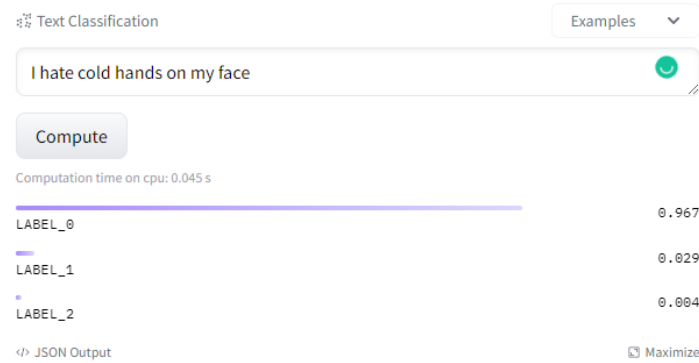 Text Classification
Examples
I hate cold hands on my face
Compute
Computation time on cpu: 0.045 s
LABEL_0 0.967
LABEL_1 0.029
LABEL_2 0.004
</> JSON Output
Maximize